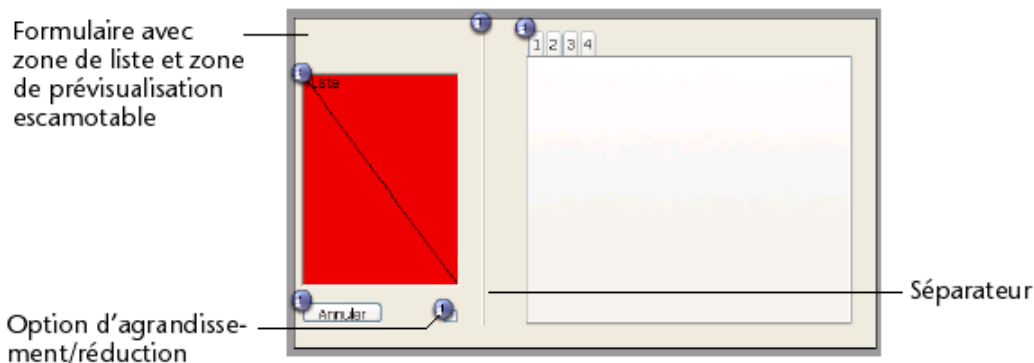 Formulaire avec
zone de liste et zone
de prévisualisation
escamotable
1 2 3 4
Liste
Annuler
Séparateur
Option d'agrandisse-
ment/réduction